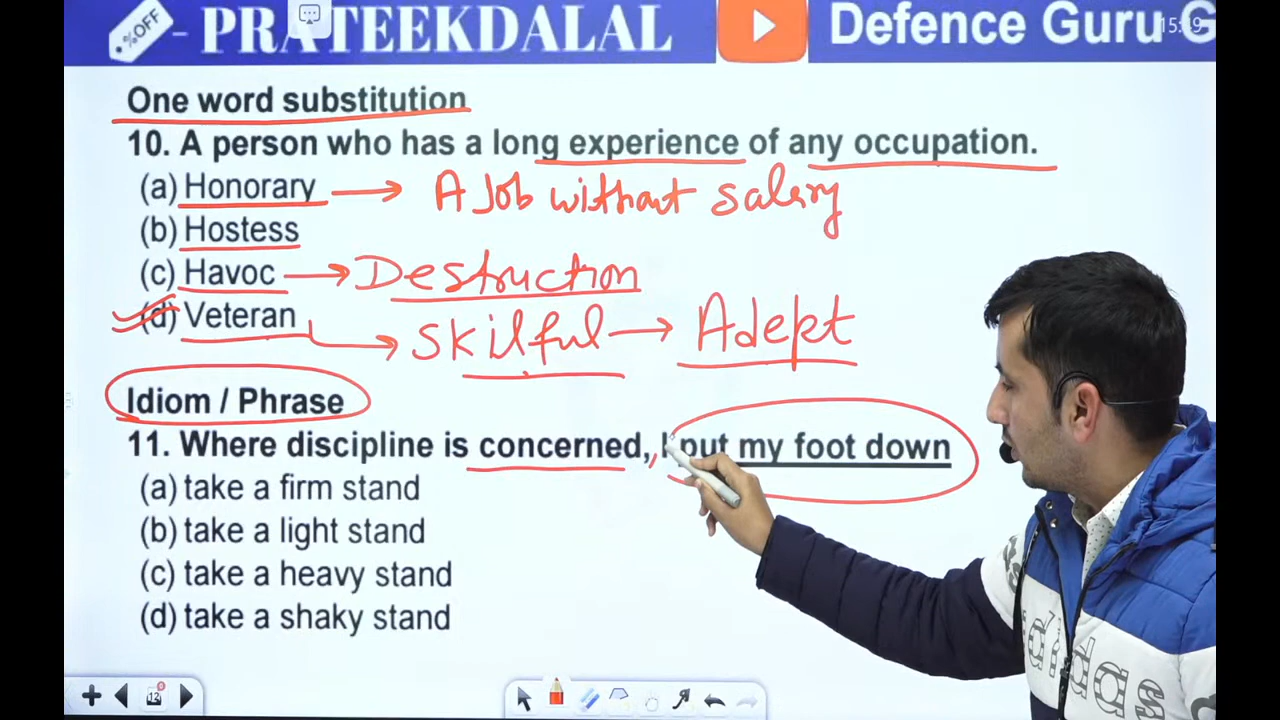 %OFF - PRATEEKDALAL Defence Guru G
One word substitution
10. A person who has a long experience of any occupation.
(a) Honorary → A Job without salary
(b) Hostess
(c) Havoc → Destruction
(d) Veteran → Skilful → Adept
Idiom / Phrase
11. Where discipline is concerned, I put my foot down
(a) take a firm stand
(b) take a light stand
(c) take a heavy stand
(d) take a shaky stand
12